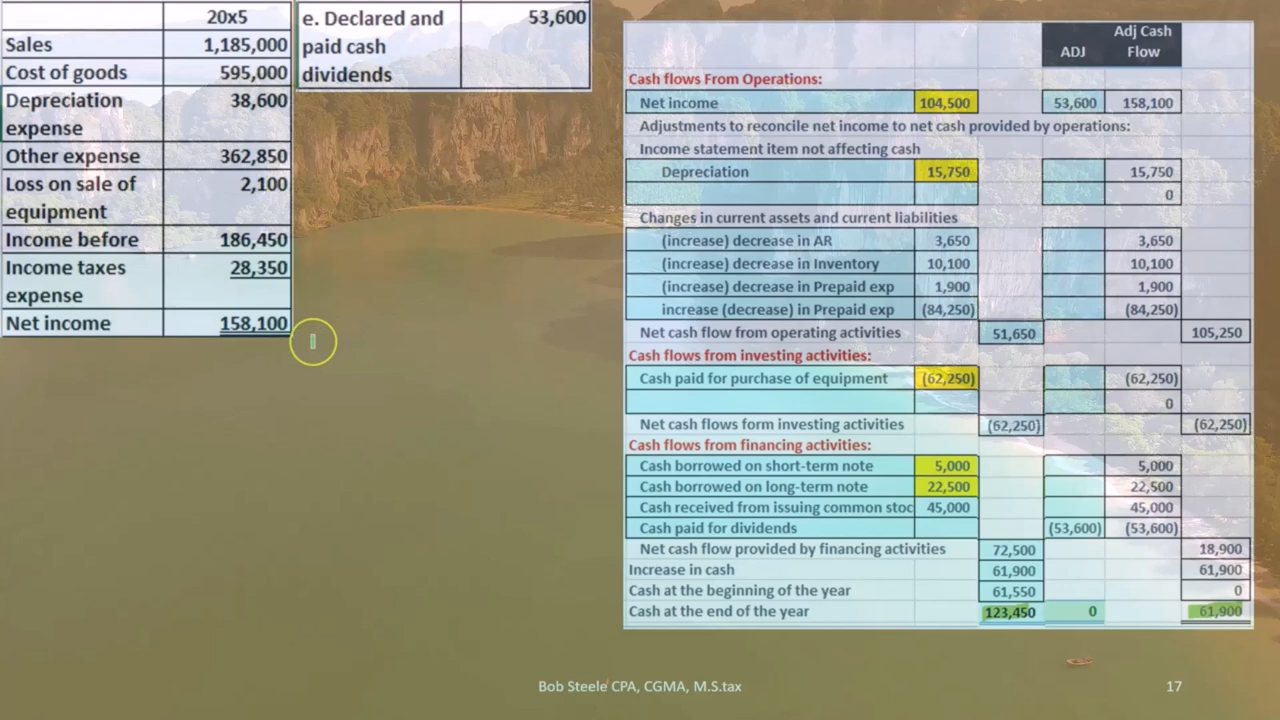 20x5
Sales 1,185,000
Cost of goods 595,000
Depreciation 38,600
expense
Other expense 362,850
Loss on sale of 2,100
equipment
Income before 186,450
Income taxes 28,350
expense
Net income 158,100
e. Declared and 53,600
paid cash
dividends
Adj Cash
ADJ Flow
Cash flows From Operations:
Net income 104,500 53,600 158,100
Adjustments to reconcile net income to net cash provided by operations:
Income statement item not affecting cash
Depreciation 15,750 15,750
0
Changes in current assets and current liabilities
(increase) decrease in AR 3,650 3,650
(increase) decrease in Inventory 10,100 10,100
(increase) decrease in Prepaid exp 1,900 1,900
increase (decrease) in Prepaid exp (84,250) (84,250)
Net cash flow from operating activities 51,650 105,250
Cash flows from investing activities:
Cash paid for purchase of equipment (62,250) (62,250)
0
Net cash flows form investing activities (62,250) (62,250)
Cash flows from financing activities:
Cash borrowed on short-term note 5,000 5,000
Cash borrowed on long-term note 22,500 22,500
Cash received from issuing common stoc 45,000 45,000
Cash paid for dividends (53,600) (53,600)
Net cash flow provided by financing activities 72,500 18,900
Increase in cash 61,900 61,900
Cash at the beginning of the year 61,550 0
Cash at the end of the year 123,450 0 61,900
Bob Steele CPA, CGMA, M.S.tax 17